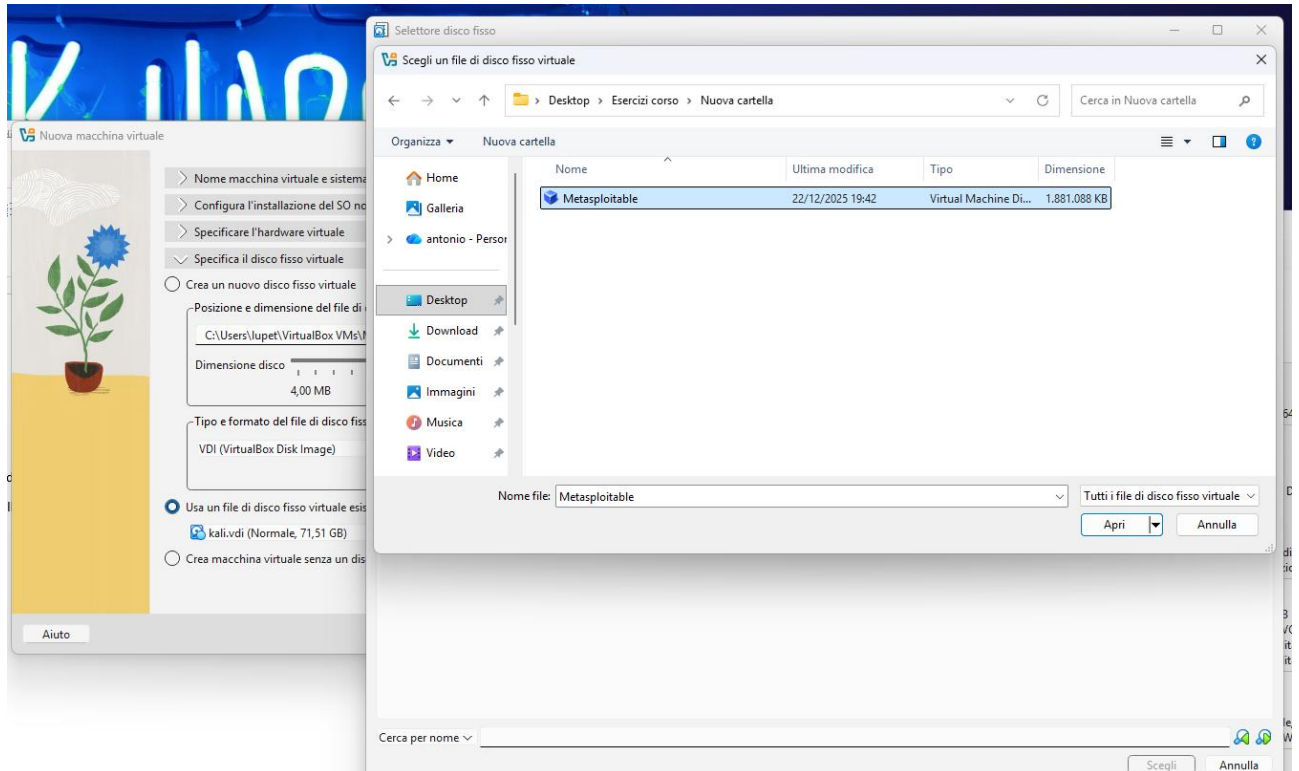 Selettore disco fisso
Scegli un file di disco fisso virtuale
Desktop > Esercizi corso > Nuova cartella
Cerca in Nuova cartella
Organizza
Nuova cartella
Home
Galleria
antonio - Person
Desktop
Download
Documenti
Immagini
Musica
Video
Nome Ultima modifica Tipo Dimensione
Metasploitable 22/12/2025 19:42 Virtual Machine Di... 1.881.088 KB
Nome file: Metasploitable
Tutti i file di disco fisso virtuale
Apri Annulla
Nuova macchina virtuale
Nome macchina virtuale e sistema
Configura l'installazione del SO no
Specificare l'hardware virtuale
Specifica il disco fisso virtuale
Crea un nuovo disco fisso virtuale
Posizione e dimensione del file di
C:\Users\lupet\VirtualBox VMs\
Dimensione disco
4,00 MB
Tipo e formato del file di disco fiss
VDI (VirtualBox Disk Image)
Usa un file di disco fisso virtuale esis
kali.vdi (Normale, 71,51 GB)
Crea macchina virtuale senza un dis
Aiuto
Cerca per nome
Scegli Annulla